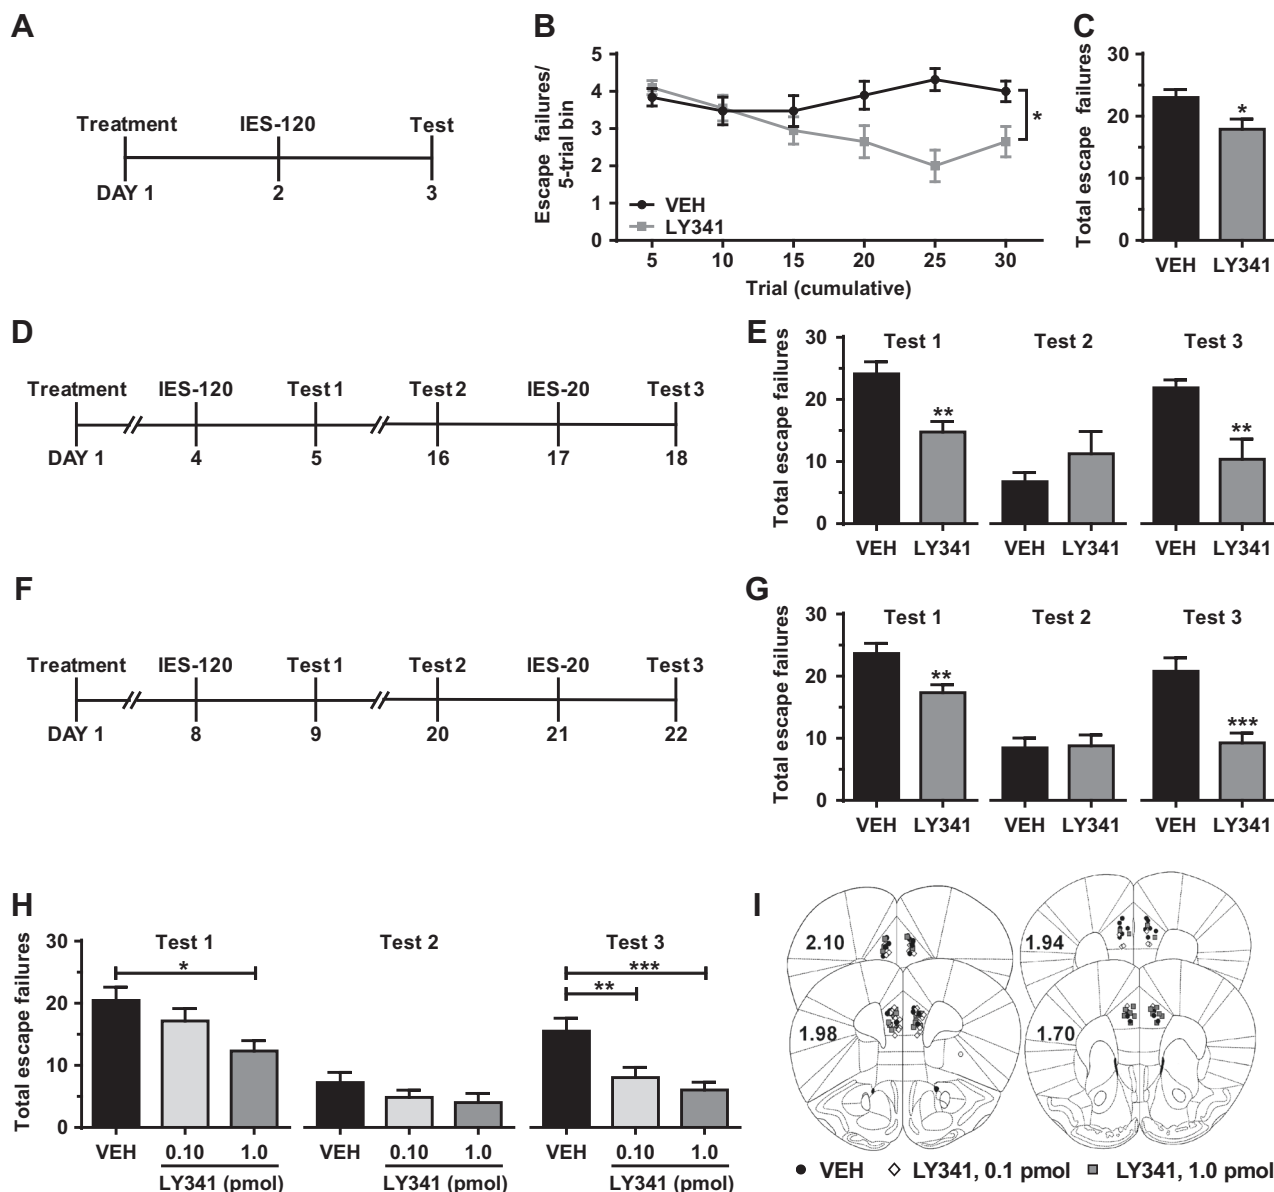 A
Treatment IES-120 Test
DAY 1 2 3
B
Escape failures/
5-trial bin
5
4
3
2
1
0
*
VEH
LY341
5 10 15 20 25 30
Trial (cumulative)
C
Total escape failures
30
20
10
0
*
VEH LY341
D
Treatment IES-120 Test 1 Test 2 IES-20 Test 3
DAY 1 4 5 16 17 18
E
Total escape failures
Test 1 Test 2 Test 3
30
20
10
0
** **
VEH LY341 VEH LY341 VEH LY341
F
Treatment IES-120 Test 1 Test 2 IES-20 Test 3
DAY 1 8 9 20 21 22
G
Total escape failures
Test 1 Test 2 Test 3
30
20
10
0
** ***
VEH LY341 VEH LY341 VEH LY341
H
Total escape failures
Test 1 Test 2 Test 3
30
20
10
0
* *** **
VEH 0.10 1.0 VEH 0.10 1.0 VEH 0.10 1.0
LY341 (pmol) LY341 (pmol) LY341 (pmol)
I
2.10 1.94
1.98 1.70
VEH LY341, 0.1 pmol LY341, 1.0 pmol